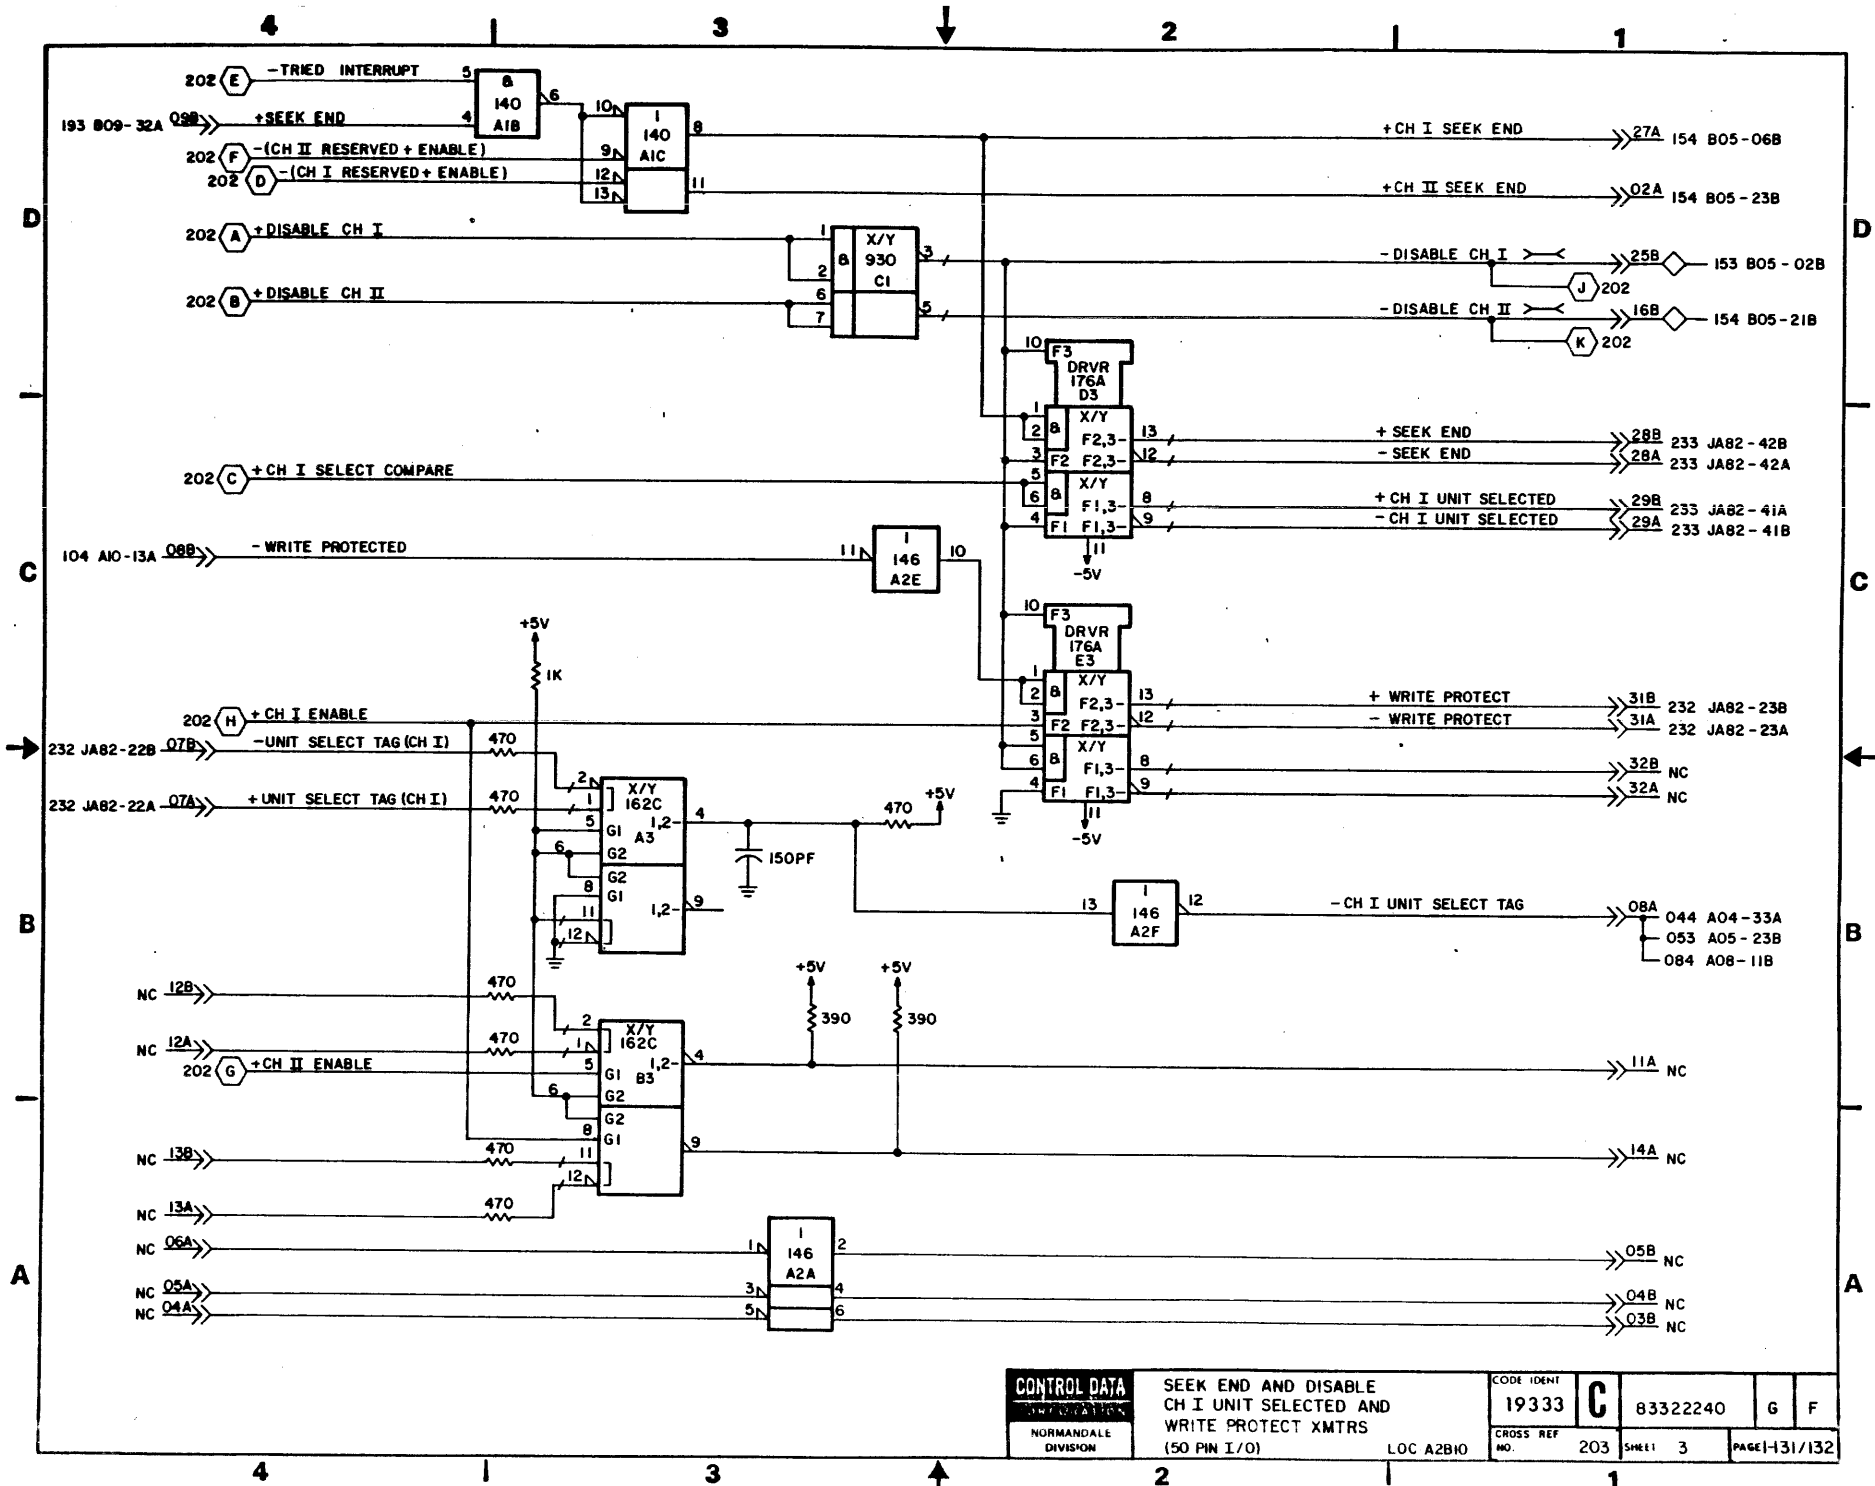 4 3 2 1
202 E -TRIED INTERRUPT 5
& 140 A1B 6
193 B09-32A 09B +SEEK END 4
10 1 140 A1C 8
+CH I SEEK END 27A 154 B05-06B
202 F -(CH II RESERVED + ENABLE) 9
202 D -(CH I RESERVED + ENABLE) 12
13 11
+CH II SEEK END 02A 154 B05-23B
D D
202 A +DISABLE CH I 1
2 & X/Y 930 C1 3
-DISABLE CH I 25B 153 B05-02B
J 202
202 B +DISABLE CH II 6
7 5
-DISABLE CH II 16B 154 B05-21B
K 202
10 F3
DRVR
176A
D3
1 X/Y
2 & F2,3- 13 + SEEK END 28B 233 JA82-42B
3 F2 F2,3- 12 - SEEK END 28A 233 JA82-42A
202 C +CH I SELECT COMPARE 5 X/Y
6 & F1,3- 8 +CH I UNIT SELECTED 29B 233 JA82-41A
4 F1 F1,3- 9 -CH I UNIT SELECTED 29A 233 JA82-41B
11
-5V
104 A10-13A 08B -WRITE PROTECTED 11
1 146 A2E 10
C C
10 F3
DRVR
176A
E3
+5V
1K
1 X/Y
2 & F2,3- 13 + WRITE PROTECT 31B 232 JA82-23B
202 H +CH I ENABLE 3 F2 F2,3- 12 - WRITE PROTECT 31A 232 JA82-23A
5 X/Y
6 & F1,3- 8 32B NC
4 F1 F1,3- 9 32A NC
11
-5V
232 JA82-22B 07B -UNIT SELECT TAG (CH I) 470 2
232 JA82-22A 07A +UNIT SELECT TAG (CH I) 470 1
X/Y
162C
A3
5 G1 1,2- 4
6 G2
G2
8 G1
11 1,2- 9
12
150PF
470 +5V
13 1 146 A2F 12
-CH I UNIT SELECT TAG 08A 044 A04-33A
053 A05-23B
084 A08-11B
B B
NC 12B 470 2
NC 12A 470 1
X/Y
162C
B3
202 G +CH II ENABLE 5 G1 1,2- 4
6 G2
G2
8 G1
+5V 390
+5V 390
11A NC
NC 13B 470 11
12 9
14A NC
NC 13A 470
NC 06A 1
1 146 A2A 2
05B NC
NC 05A 3 4 04B NC
NC 04A 5 6 03B NC
A A
CONTROL DATA
CORPORATION
NORMANDALE
DIVISION
SEEK END AND DISABLE
CH I UNIT SELECTED AND
WRITE PROTECT XMTRS
(50 PIN I/O) LOC A2B10
CODE IDENT
19333 C 83322240 G F
CROSS REF
NO. 203 SHEET 3 PAGE 1-131/132
4 3 2 1